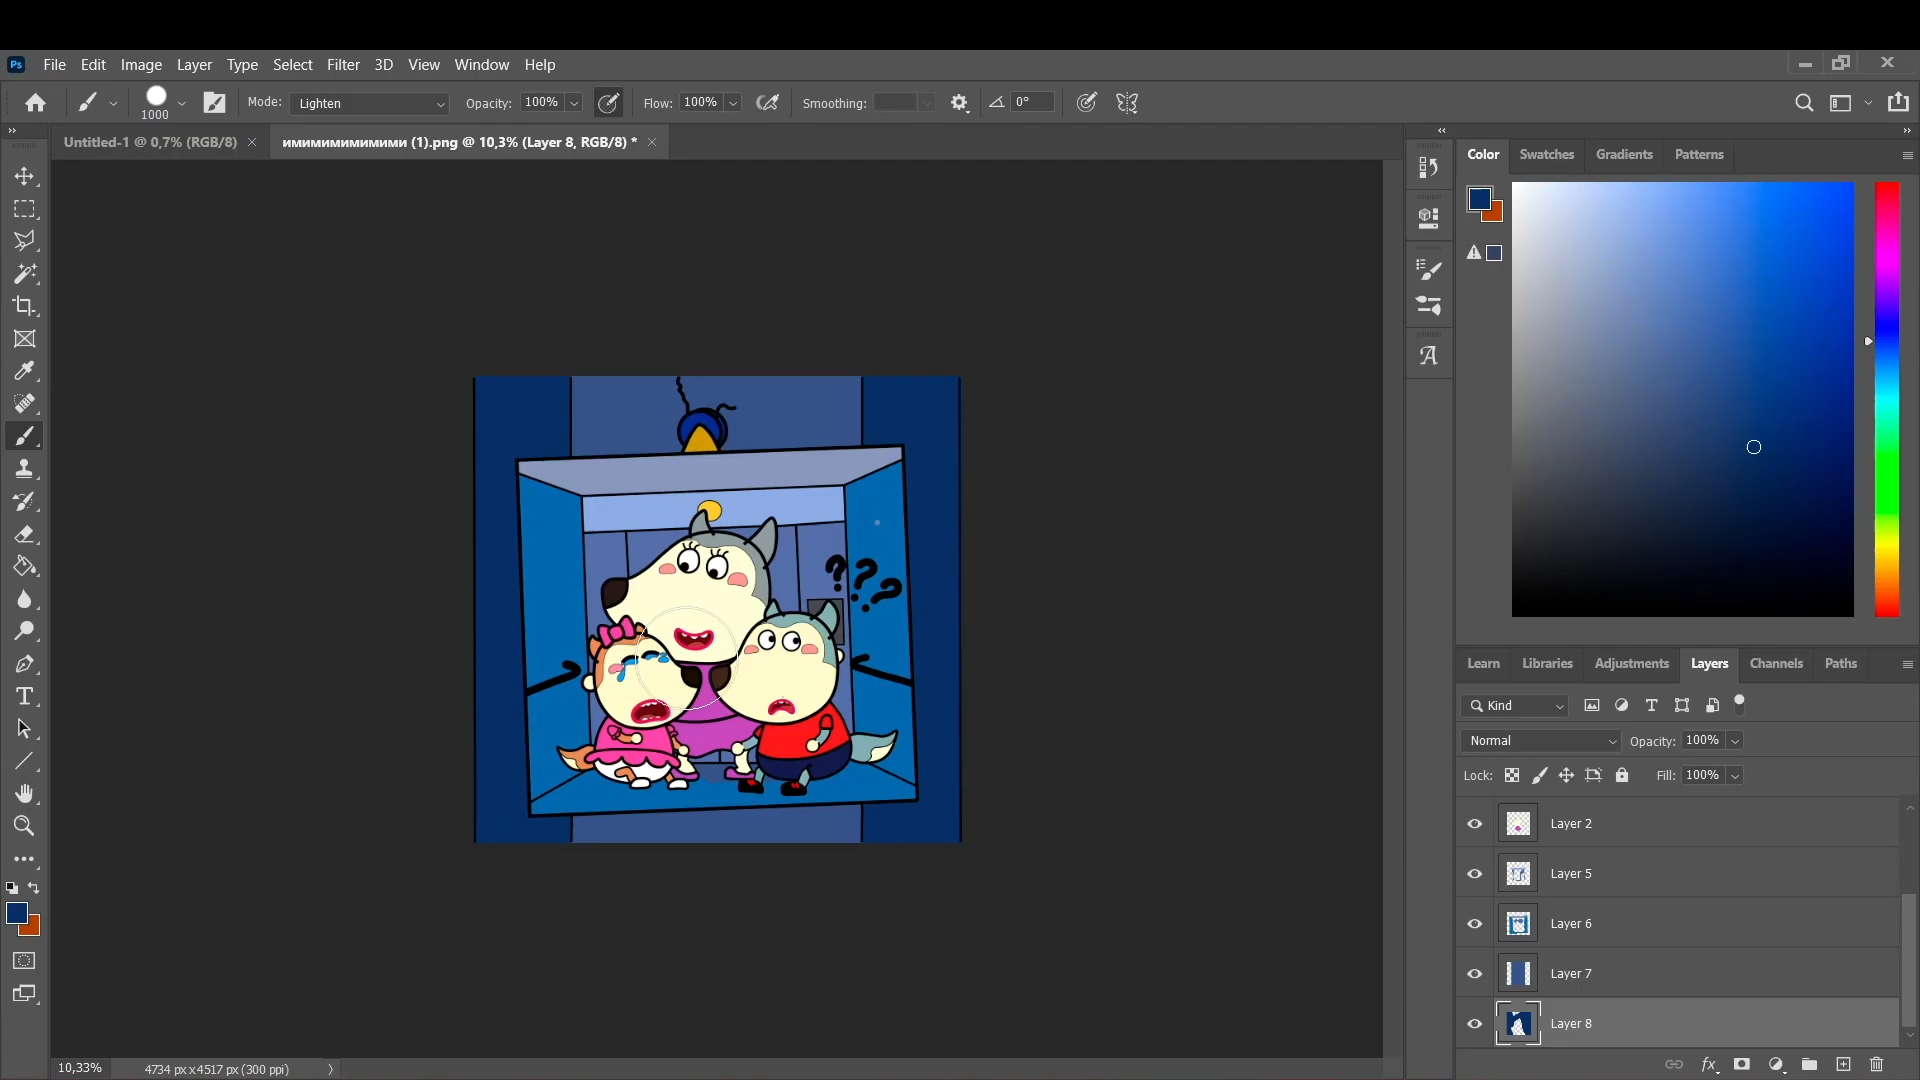 Ps File Edit Image Layer Type Select Filter 3D View Window Help
1000 Mode: Lighten Opacity: 100% Flow: 100% Smoothing: 0°
Untitled-1 @ 0,7% (RGB/8) имимимимимими (1).png @ 10,3% (Layer 8, RGB/8) *
Color Swatches Gradients Patterns
???
Learn Libraries Adjustments Layers Channels Paths
Kind
Normal Opacity: 100%
Lock: Fill: 100%
Layer 2
Layer 5
Layer 6
Layer 7
Layer 8
10,33% 4734 px x 4517 px (300 ppi)